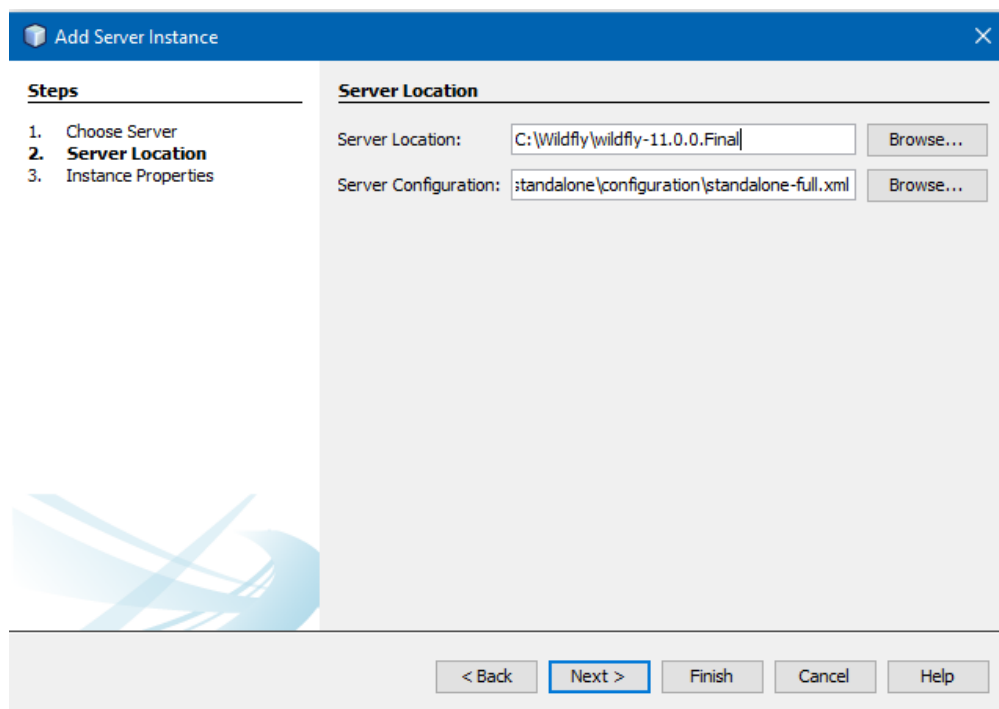 Add Server Instance
Steps
1. Choose Server
2. Server Location
3. Instance Properties
Server Location
Server Location: C:\Wildfly\wildfly-11.0.0.Final Browse...
Server Configuration: standalone\configuration\standalone-full.xml Browse...
< Back Next > Finish Cancel Help